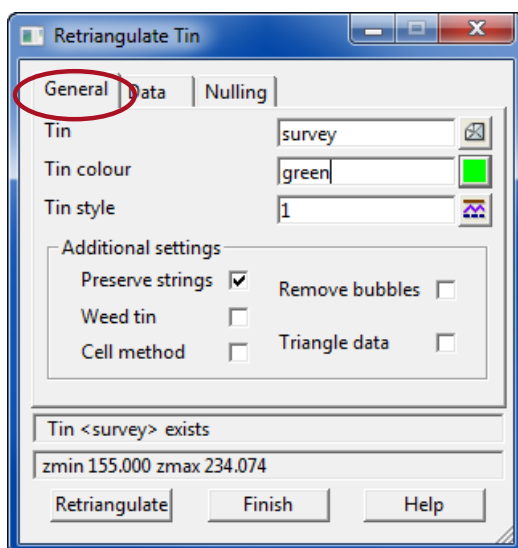 Retriangulate Tin
General Data Nulling
Tin survey
Tin colour green
Tin style 1
Additional settings
Preserve strings Remove bubbles
Weed tin
Cell method Triangle data
Tin <survey> exists
zmin 155.000 zmax 234.074
Retriangulate Finish Help